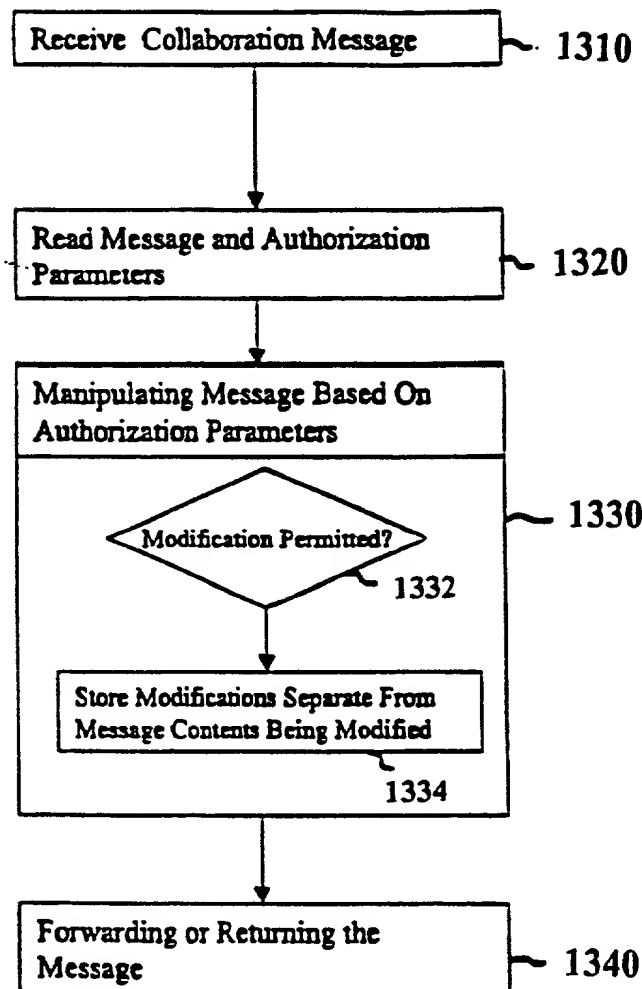 Receive Collaboration Message
1310
Read Message and Authorization
Parameters
1320
Manipulating Message Based On
Authorization Parameters
1330
Modification Permitted?
1332
Store Modifications Separate From
Message Contents Being Modified
1334
Forwarding or Returning the
Message
1340